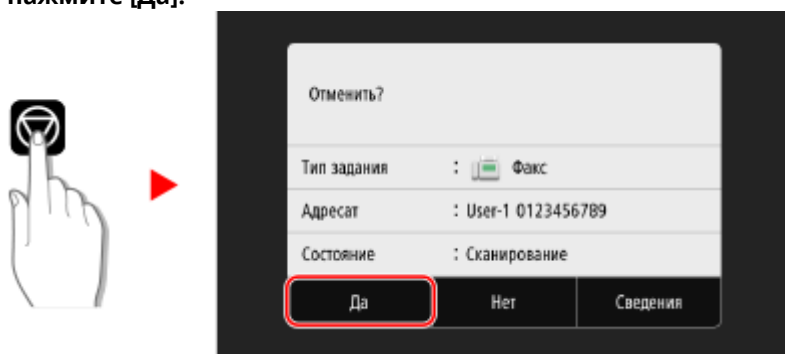 нажмите [Да].
Отменить?
Тип задания : Факс
Адресат : User-1 0123456789
Состояние : Сканирование
Да Нет Сведения